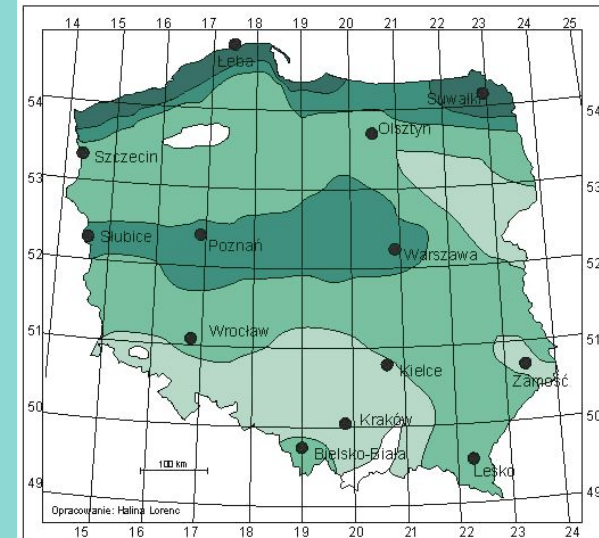 14 15 16 17 18 19 20 21 22 23 24 25
Łeba
54 Suwałki 54
Olsztyn
Szczecin
53 53
Słubice Poznań
Warszawa
52 52
51 Wrocław 51
Kielce
Zamość
50 Kraków 50
Bielsko-Biała
Lesko
100 km
49 49
Opracowanie: Halina Lorenc
15 16 17 18 19 20 21 22 23 24